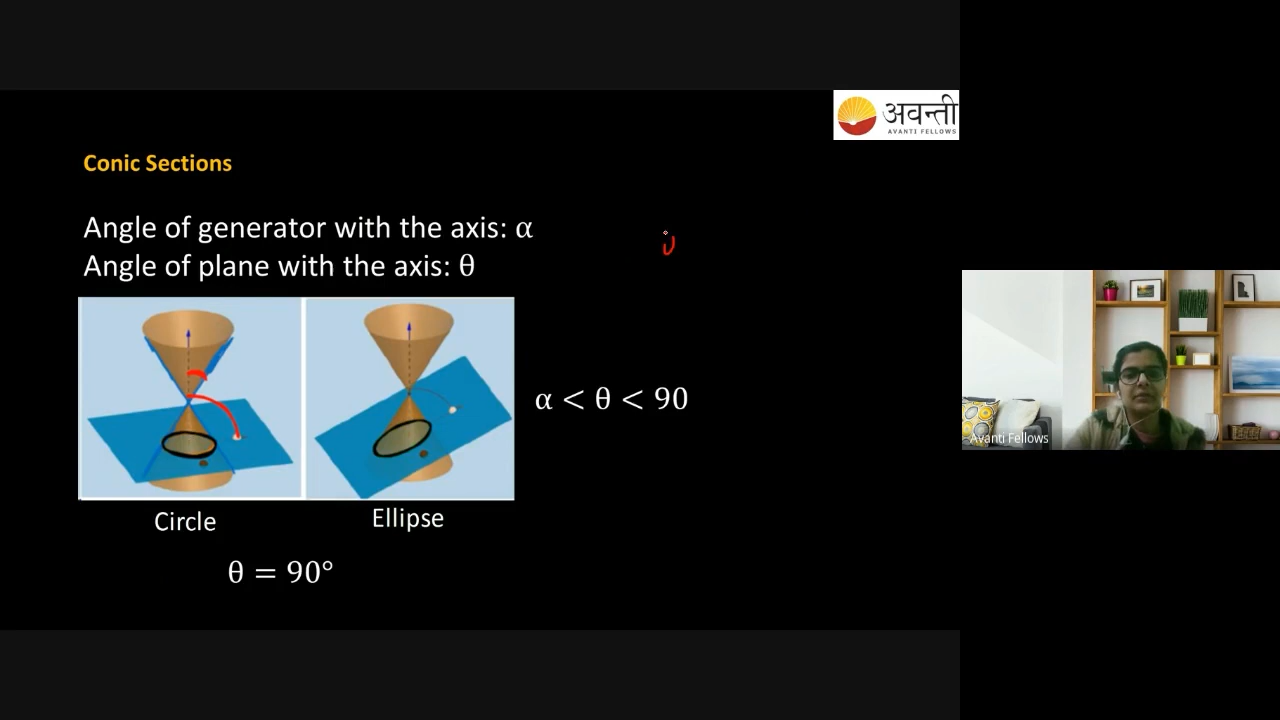 अवन्ती
AVANTI FELLOWS
Conic Sections
Angle of generator with the axis: α
Angle of plane with the axis: θ
α < θ < 90
Circle
Ellipse
θ = 90°
Avanti Fellows